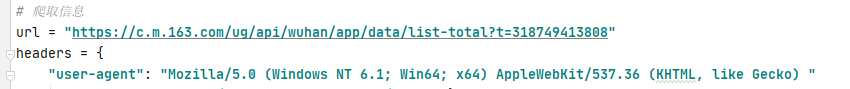 # 爬取信息
url = "https://c.m.163.com/ug/api/wuhan/app/data/list-total?t=318749413808"
headers = {
    "user-agent": "Mozilla/5.0 (Windows NT 6.1; Win64; x64) AppleWebKit/537.36 (KHTML, like Gecko) "